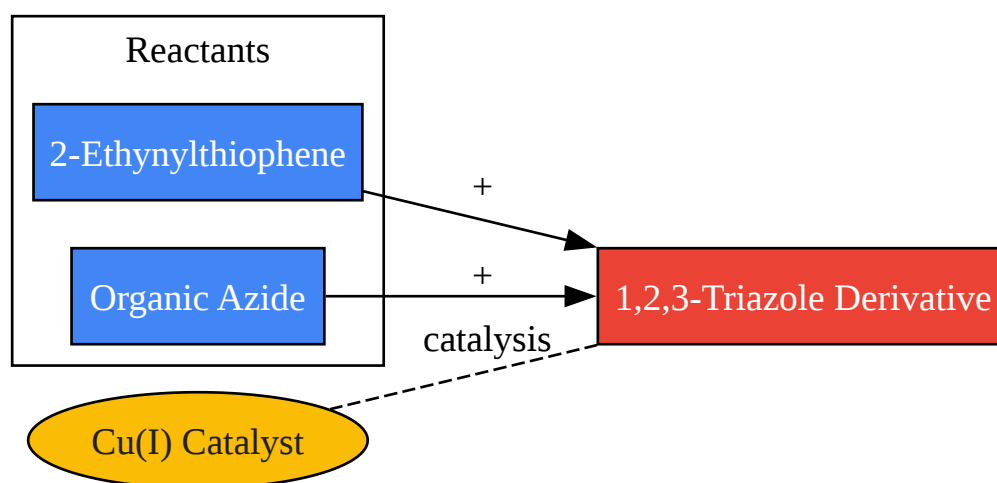 Reactants
2-Ethynylthiophene
+
Organic Azide
+
1,2,3-Triazole Derivative
catalysis
Cu(I) Catalyst